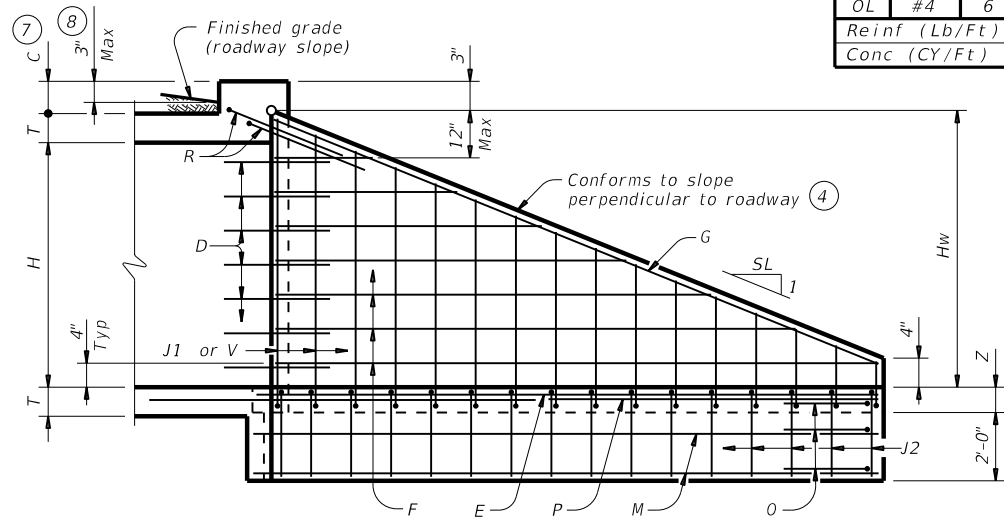 OL #4 6
Reinf (Lb/Ft)
Conc (CY/Ft)
7
8
C
3" Max
Finished grade
(roadway slope)
3"
12" Max
T
R
Conforms to slope
perpendicular to roadway 4
Hw
D
G
SL
1
H
4" Typ
J1 or V
4"
Z
T
J2
2'-0"
F
E
P
M
O